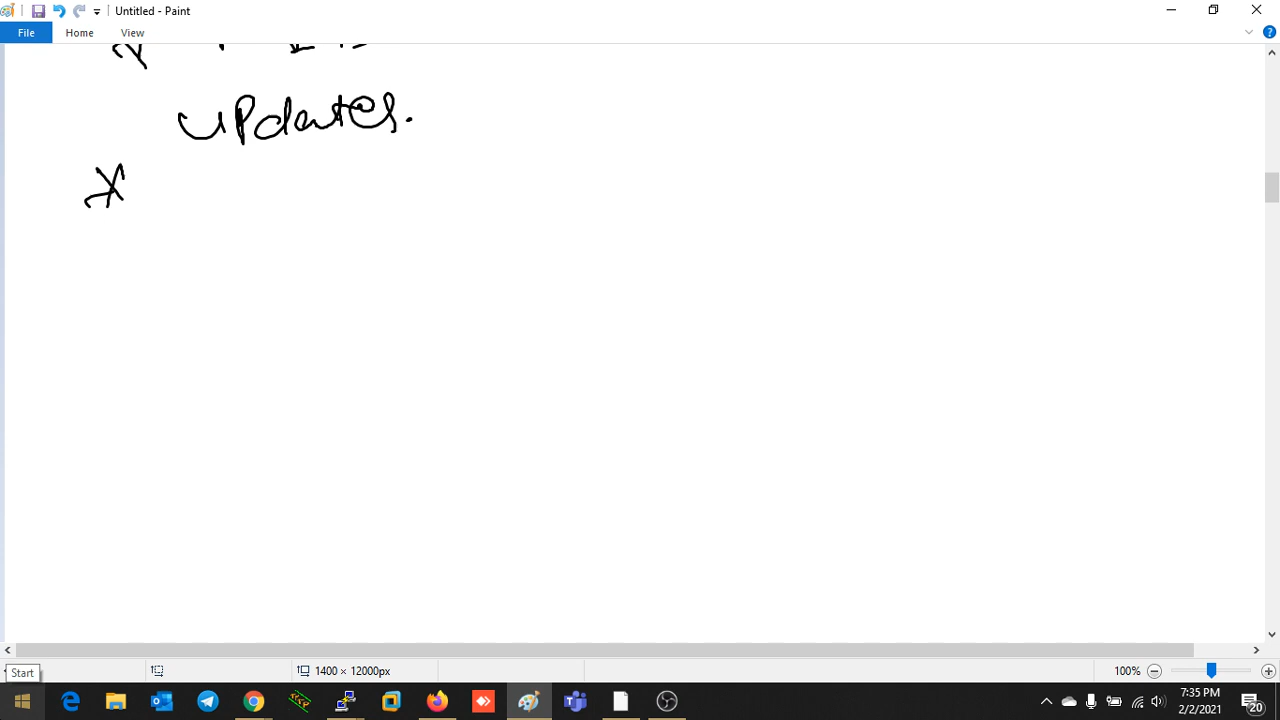 Untitled - Paint
File Home View
updates.
*
1400 × 12000px 100%
Start
7:35 PM
2/2/2021
20